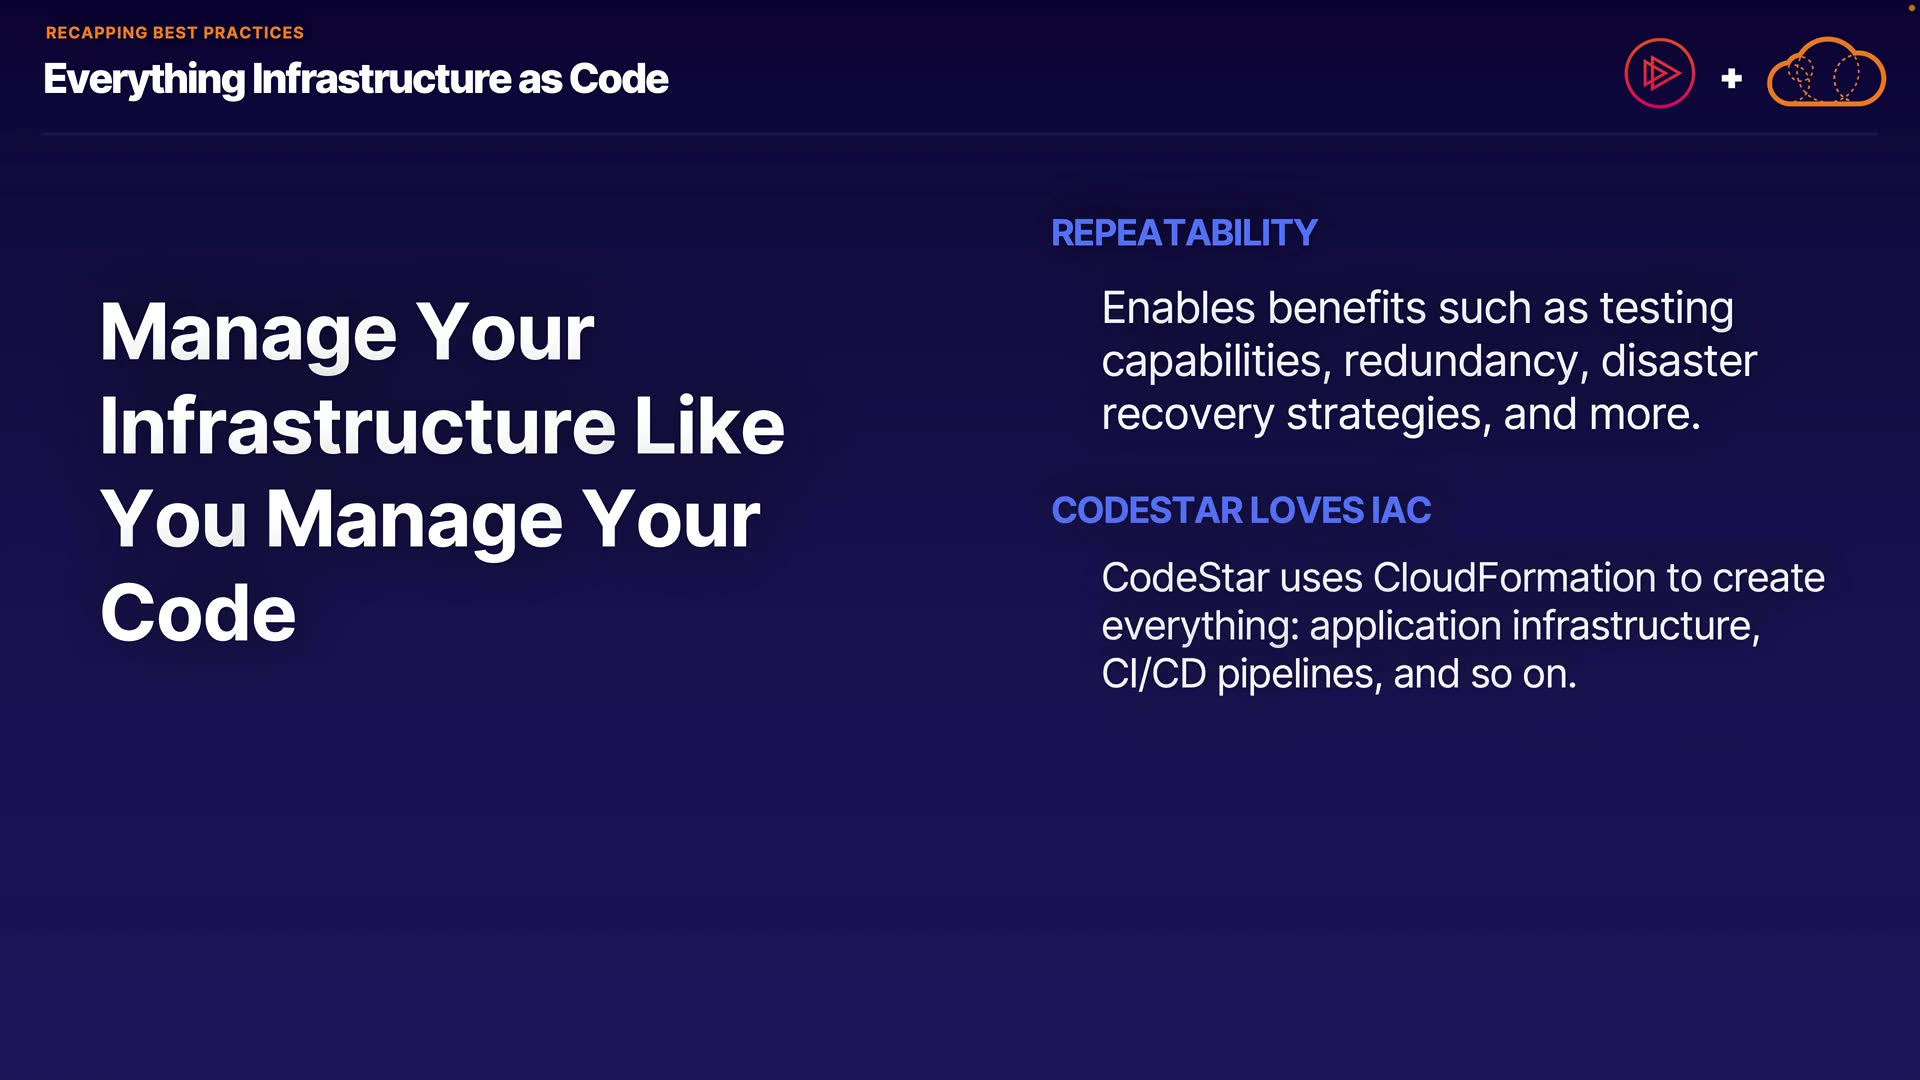 RECAPPING BEST PRACTICES
Everything Infrastructure as Code
+
Manage Your
Infrastructure Like
You Manage Your
Code
REPEATABILITY
Enables benefits such as testing
capabilities, redundancy, disaster
recovery strategies, and more.
CODESTAR LOVES IAC
CodeStar uses CloudFormation to create
everything: application infrastructure,
CI/CD pipelines, and so on.